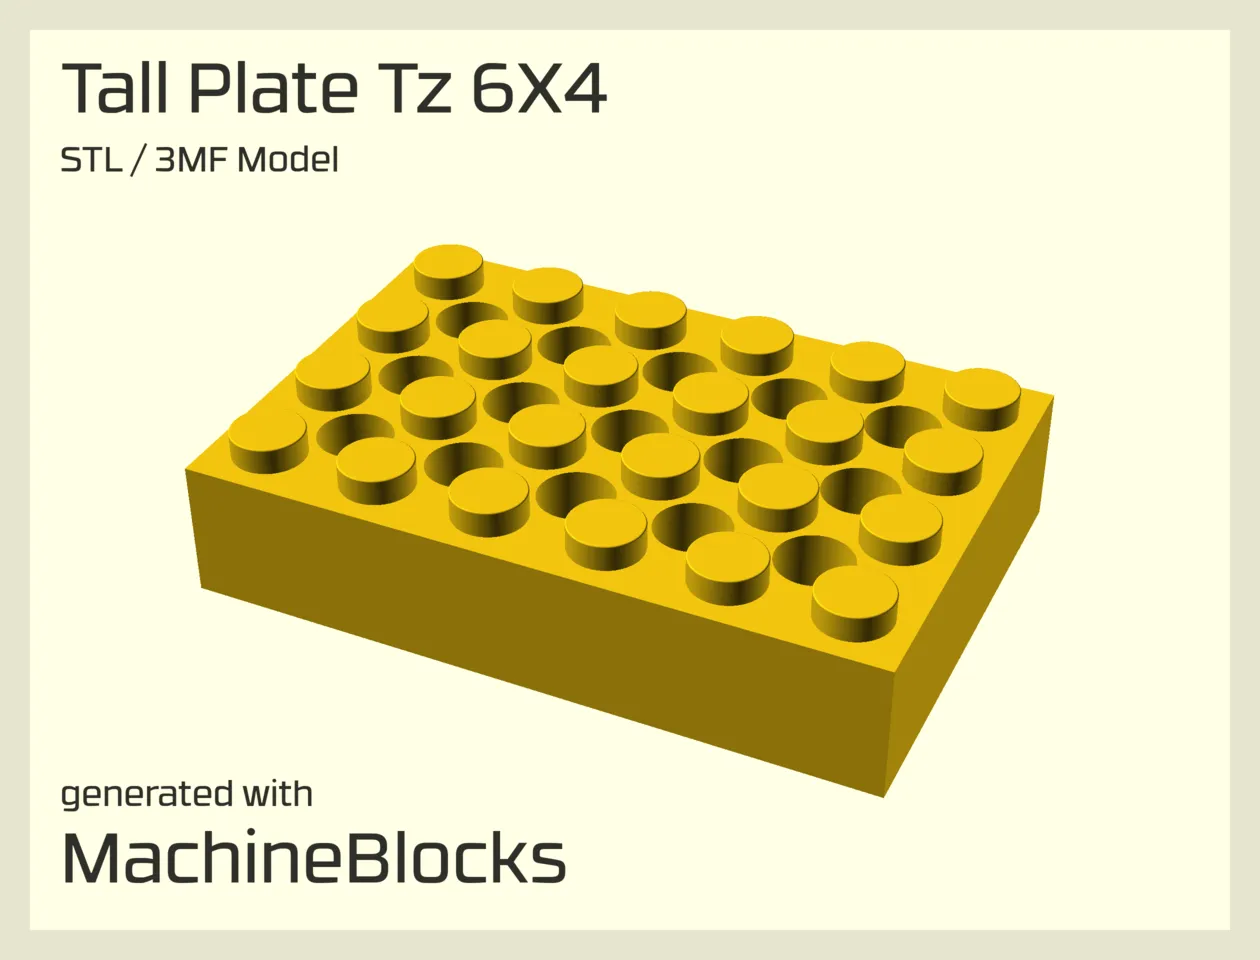 Tall Plate Tz 6X4
STL / 3MF Model
generated with
MachineBlocks